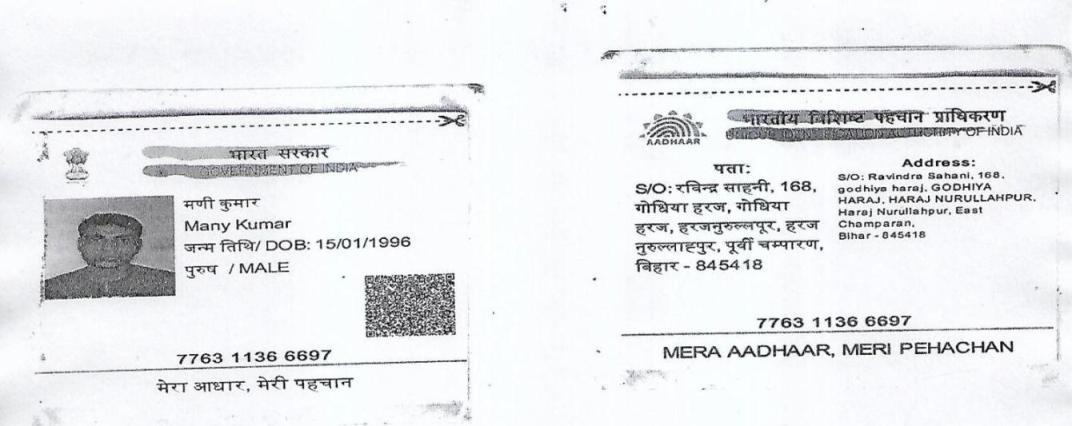 भारत सरकार
GOVERNMENT OF INDIA
मणी कुमार
Many Kumar
जन्म तिथि/ DOB: 15/01/1996
पुरुष / MALE
7763 1136 6697
मेरा आधार, मेरी पहचान
AADHAAR
भारतीय विशिष्ट पहचान प्राधिकरण
UNIQUE IDENTIFICATION AUTHORITY OF INDIA
पता:
S/O: रविन्द्र साहनी, 168,
गोधिया हरज, गोधिया
हरज, हरजनुरुल्लपूर, हरज
नुरुल्लाह्पुर, पूर्वी चम्पारण,
बिहार - 845418
Address:
S/O: Ravindra Sahani, 168,
godhiya haraj, GODHIYA
HARAJ, HARAJ NURULLAHPUR,
Haraj Nurullahpur, East
Champaran,
Bihar - 845418
7763 1136 6697
MERA AADHAAR, MERI PEHACHAN